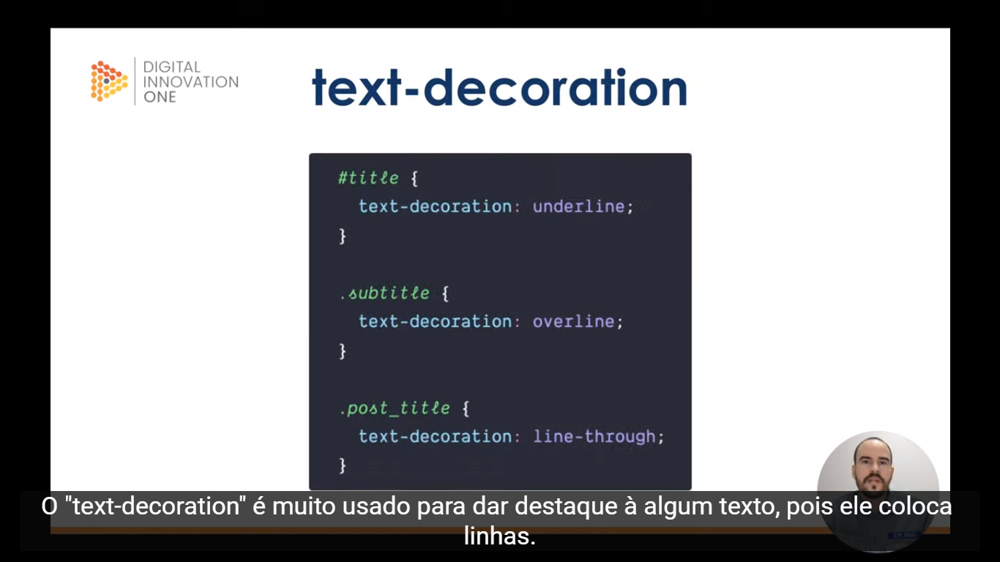 DIGITAL
INNOVATION
ONE
text-decoration
#title {
text-decoration: underline;
}
.subtitle {
text-decoration: overline;
}
.post_title {
text-decoration: line-through;
}
O "text-decoration" é muito usado para dar destaque à algum texto, pois ele coloca
linhas.